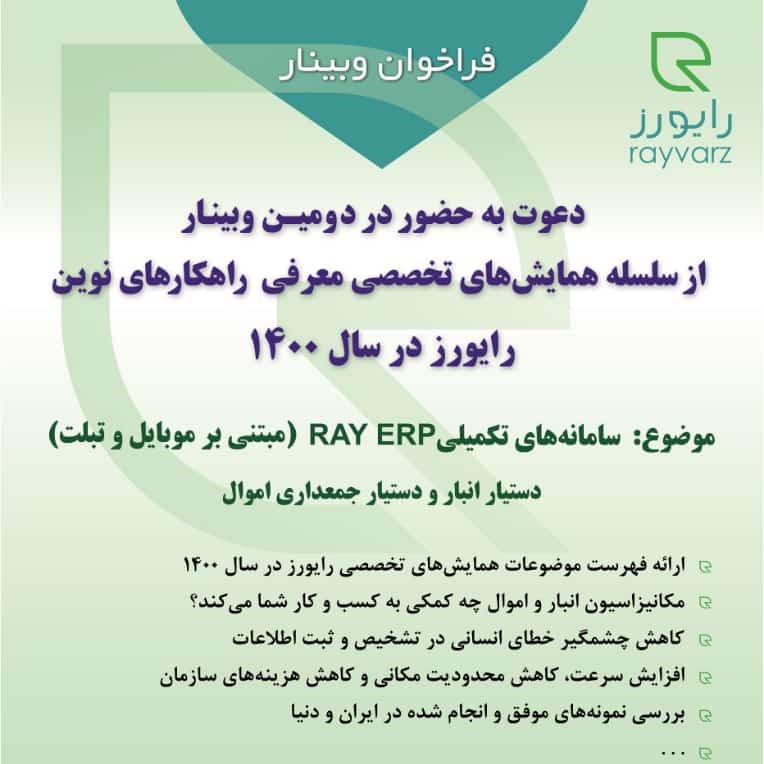 فراخوان وبینار
رایورز
rayvarz
دعوت به حضور در دومیـن وبینـار
از سلسله همایش‌های تخصصی معرفی راهکارهای نوین
رایورز در سال ۱۴۰۰
موضوع: سامانه‌های تکمیلی RAY ERP (مبتنی بر موبایل و تبلت)
دستیار انبار و دستیار جمعداری اموال
ارائه فهرست موضوعات همایش‌های تخصصی رایورز در سال ۱۴۰۰
مکانیزاسیون انبار و اموال چه کمکی به کسب و کار شما می‌کند؟
کاهش چشمگیر خطای انسانی در تشخیص و ثبت اطلاعات
افزایش سرعت، کاهش محدودیت مکانی و کاهش هزینه‌های سازمان
بررسی نمونه‌های موفق و انجام شده در ایران و دنیا
...